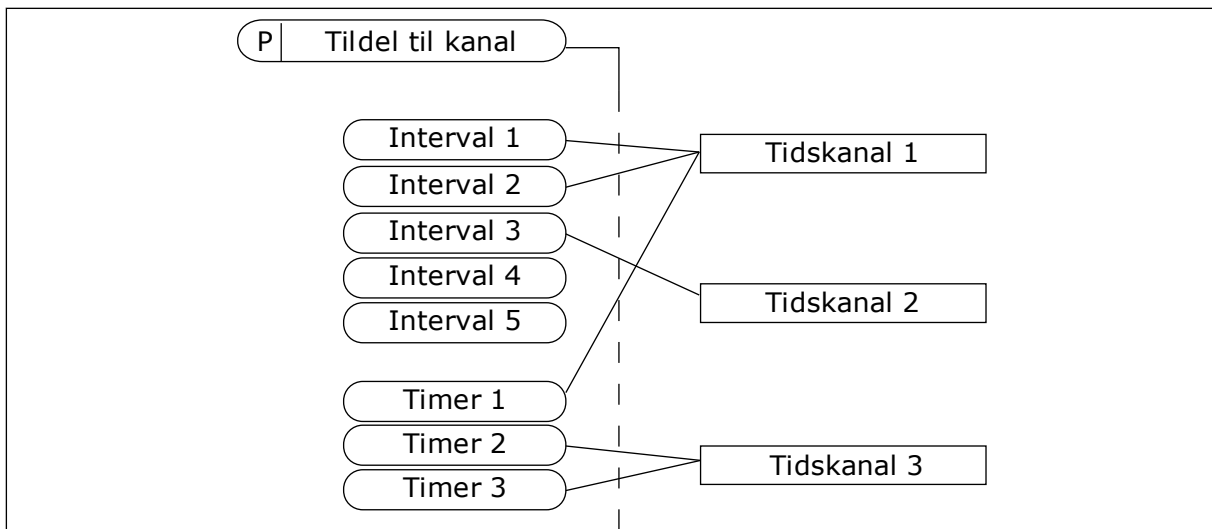 P Tildel til kanal
Interval 1
Interval 2
Interval 3
Interval 4
Interval 5
Timer 1
Timer 2
Timer 3
Tidskanal 1
Tidskanal 2
Tidskanal 3